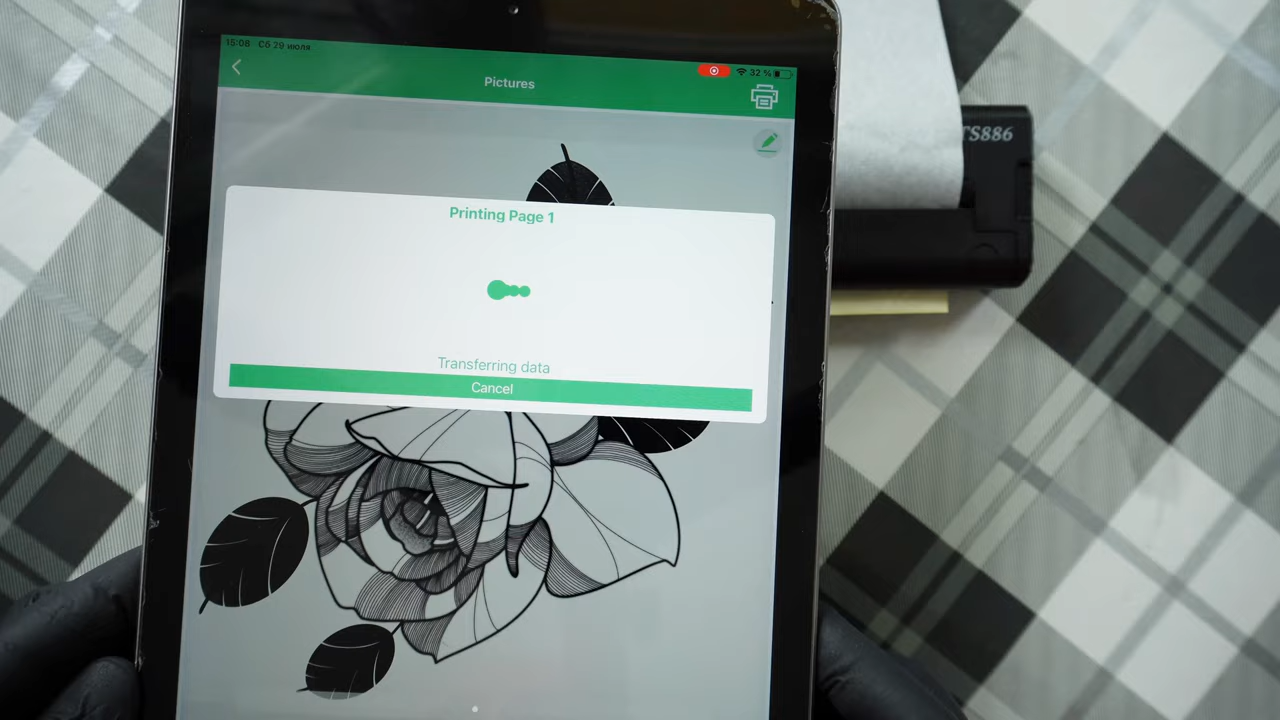 15:08 Сб 29 июля
32 %
Pictures
TS886
Printing Page 1
Transferring data
Cancel